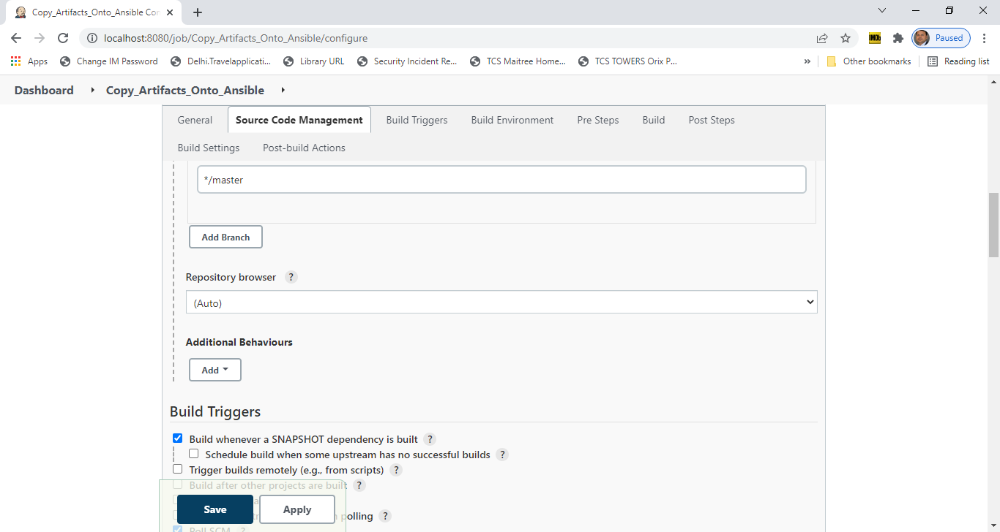 Copy_Artifacts_Onto_Ansible Con
localhost:8080/job/Copy_Artifacts_Onto_Ansible/configure
IMDb
Paused
Apps
Change IM Password
Delhi.Travelapplicati...
Library URL
Security Incident Re...
TCS Maitree Home...
TCS TOWERS Orix P...
»
Other bookmarks
Reading list
Dashboard
Copy_Artifacts_Onto_Ansible
General
Source Code Management
Build Triggers
Build Environment
Pre Steps
Build
Post Steps
Build Settings
Post-build Actions
*/master
Add Branch
Repository browser ?
(Auto)
Additional Behaviours
Add
Build Triggers
Build whenever a SNAPSHOT dependency is built ?
Schedule build when some upstream has no successful builds ?
Trigger builds remotely (e.g., from scripts) ?
Build after other projects are built ?
Save
Apply
polling ?
Poll SCM ?